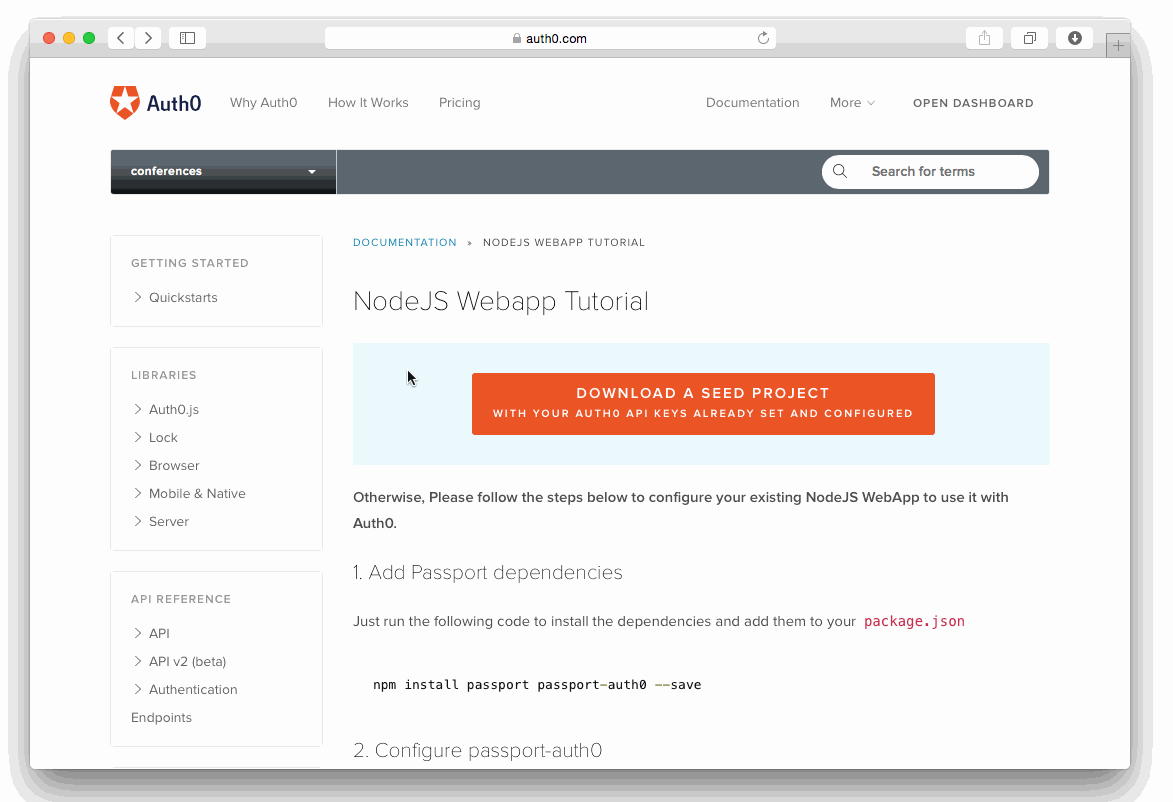 auth0.com
Auth0 Why Auth0 How It Works Pricing Documentation More OPEN DASHBOARD
conferences Search for terms
DOCUMENTATION » NODEJS WEBAPP TUTORIAL
GETTING STARTED
Quickstarts
LIBRARIES
Auth0.js
Lock
Browser
Mobile & Native
Server
API REFERENCE
API
API v2 (beta)
Authentication
Endpoints
NodeJS Webapp Tutorial
DOWNLOAD A SEED PROJECT
WITH YOUR AUTH0 API KEYS ALREADY SET AND CONFIGURED
Otherwise, Please follow the steps below to configure your existing NodeJS WebApp to use it with
Auth0.
1. Add Passport dependencies
Just run the following code to install the dependencies and add them to your package.json
npm install passport passport-auth0 --save
2. Configure passport-auth0